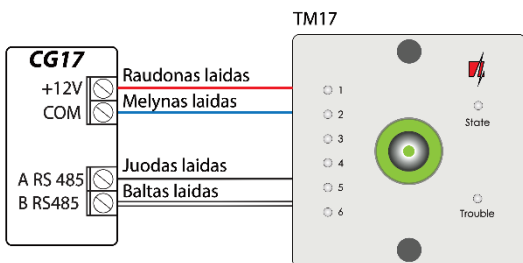 TM17
CG17
+12V
Raudonas laidas
COM
Melynas laidas
A RS 485
Juodas laidas
B RS485
Baltas laidas
1
2
3
4
5
6
State
Trouble